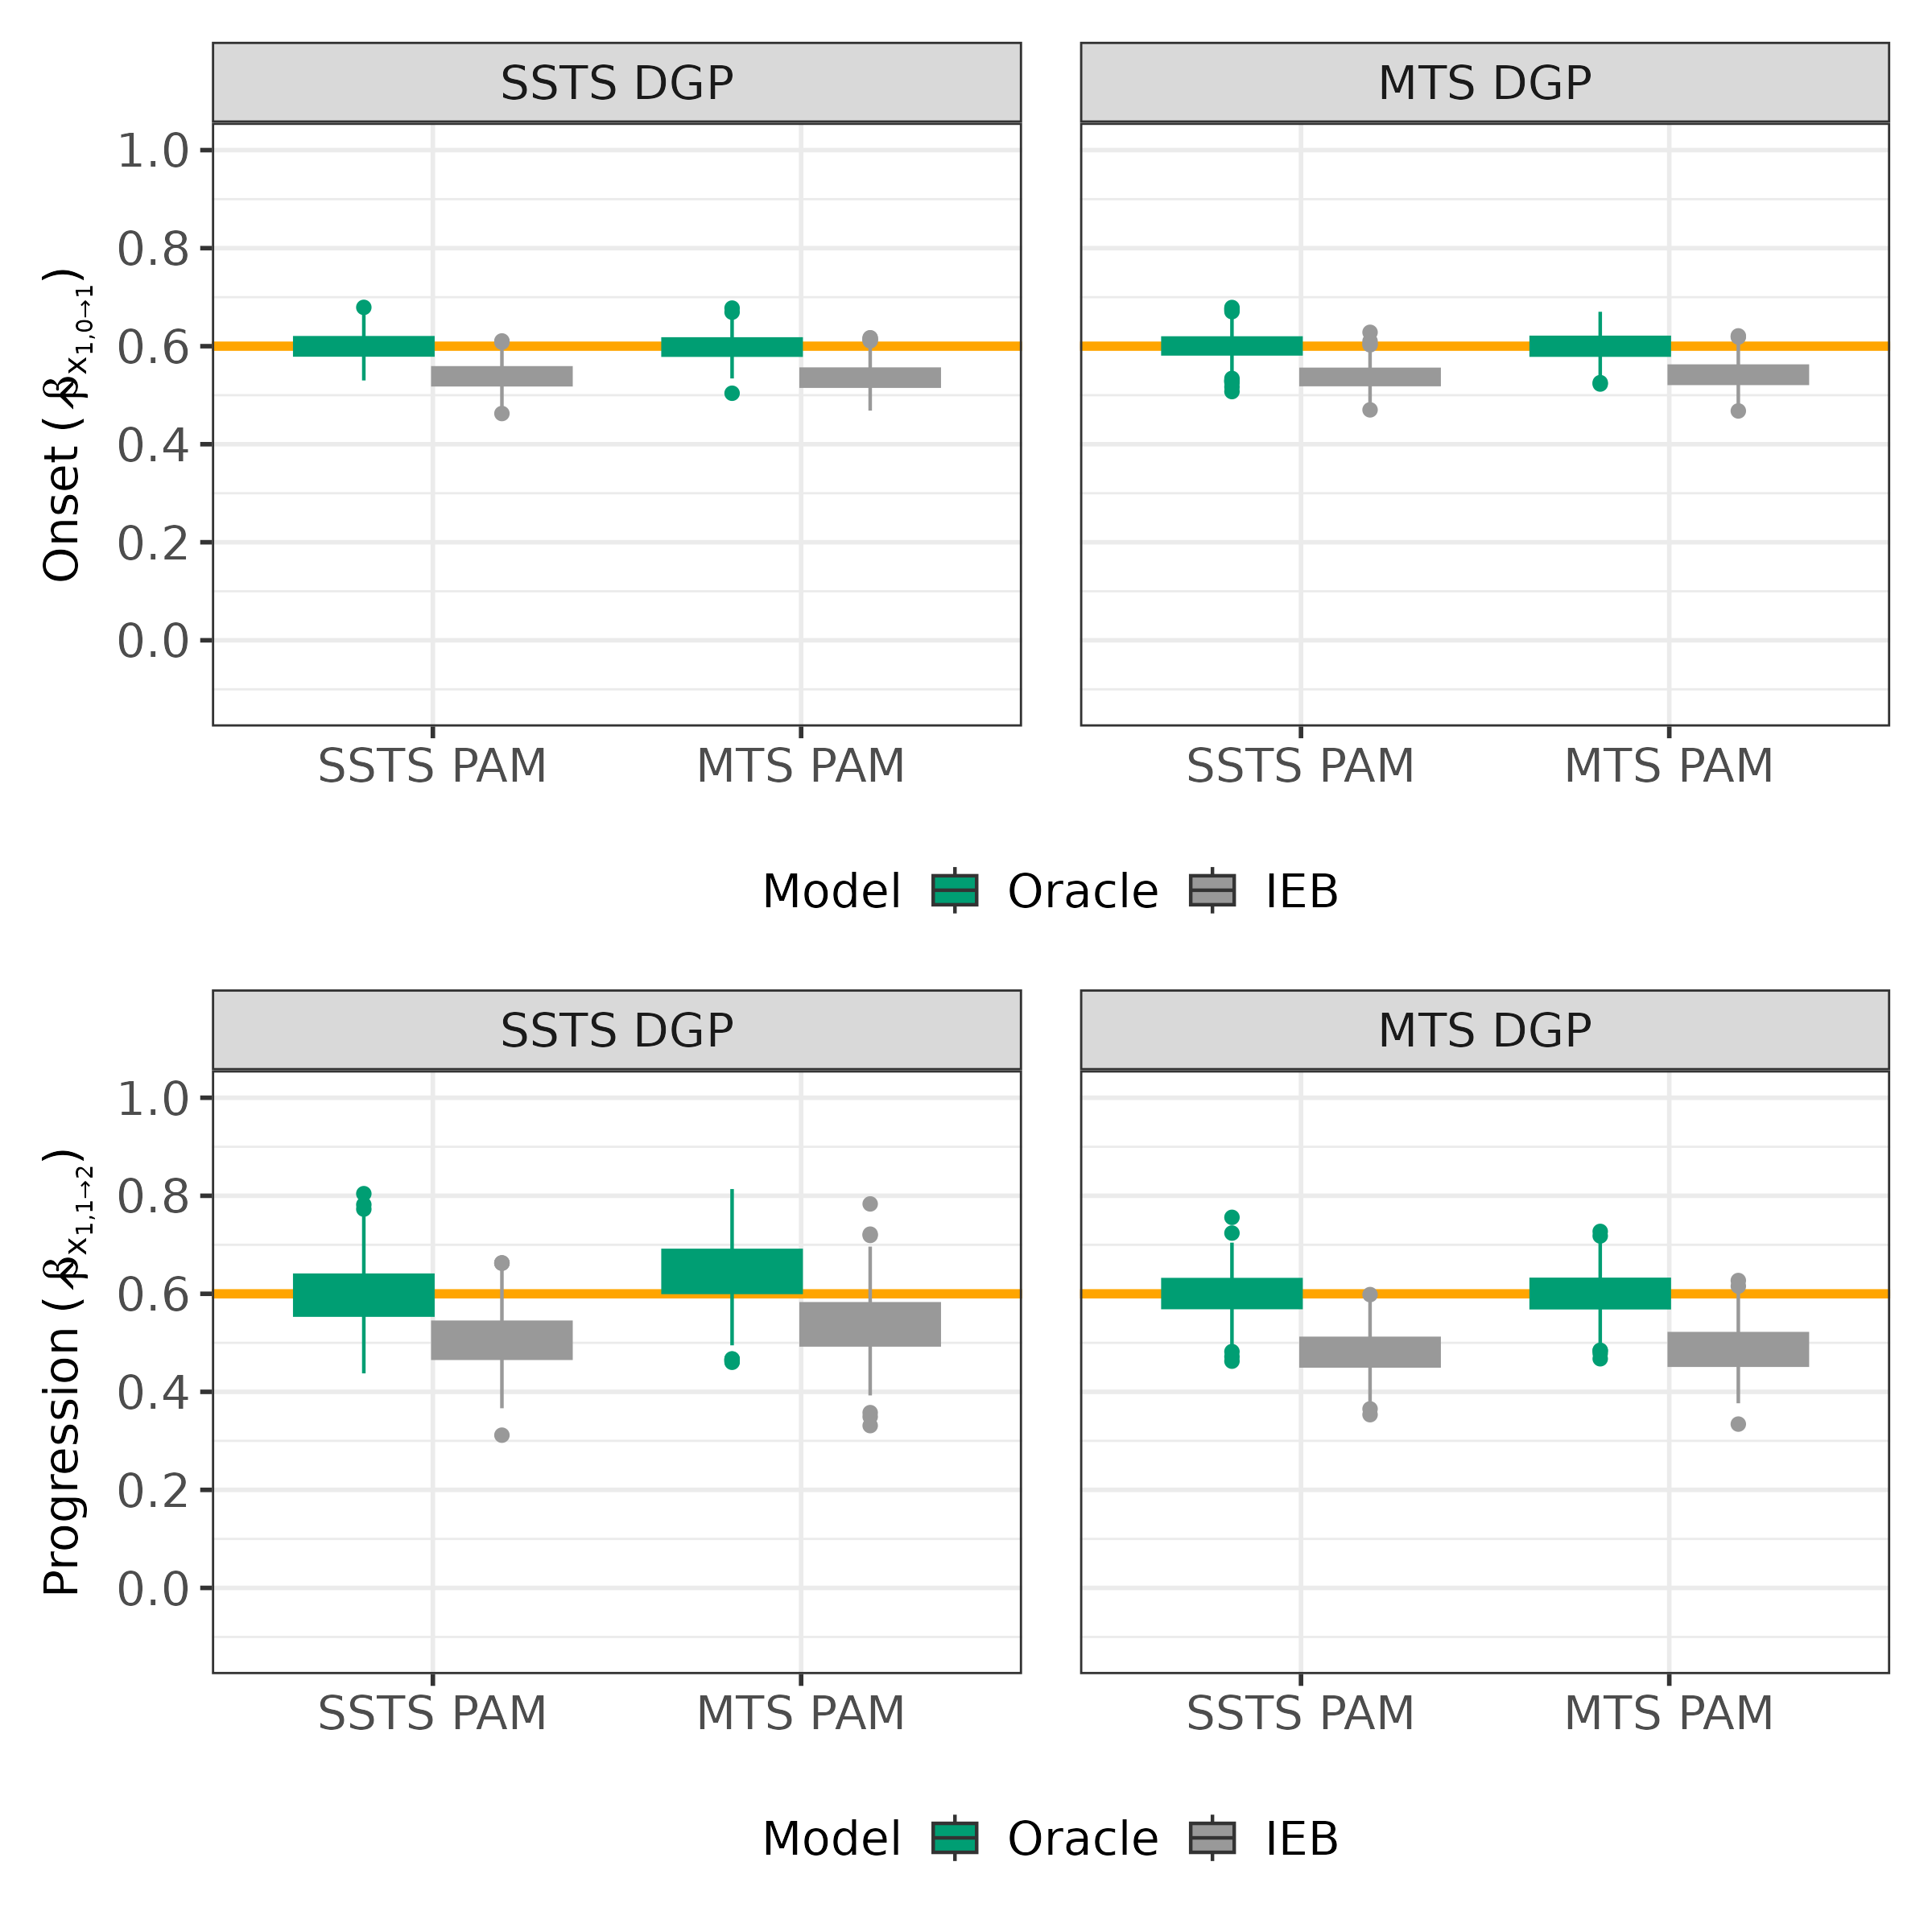 SSTS DGP MTS DGP
1.0
0.8
0.6
0.4
0.2
0.0
Onset ( β̂x1,0→1)
SSTS PAM MTS PAM SSTS PAM MTS PAM
Model Oracle IEB
SSTS DGP MTS DGP
1.0
0.8
0.6
0.4
0.2
0.0
Progression ( β̂x1,1→2)
SSTS PAM MTS PAM SSTS PAM MTS PAM
Model Oracle IEB